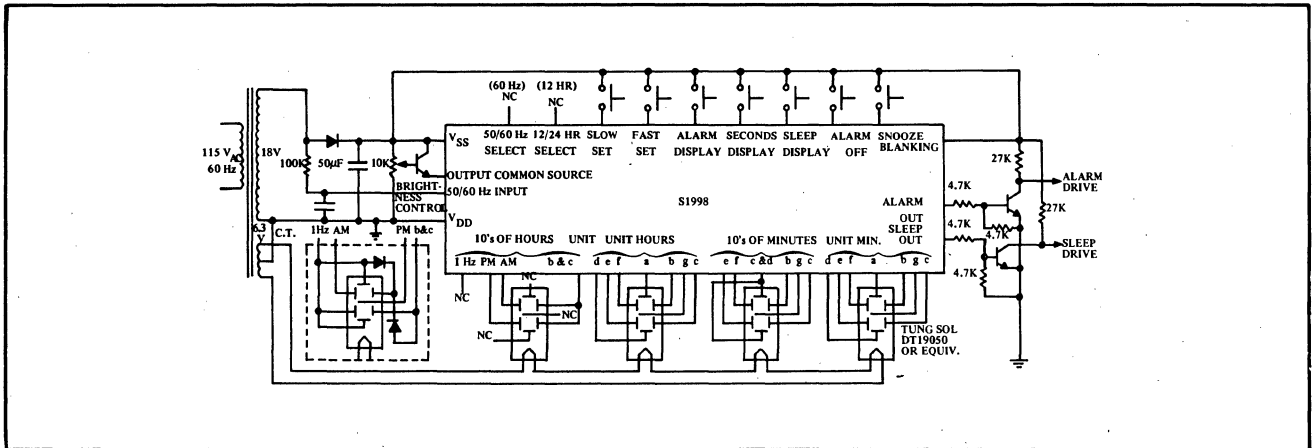 (60 Hz) (12 HR)
NC NC
V SS 50/60 Hz 12/24 HR SLOW FAST ALARM SECONDS SLEEP ALARM SNOOZE
SELECT SELECT SET SET DISPLAY DISPLAY DISPLAY OFF BLANKING
115 V AC
60 Hz
18V
100K
50µF
10K
OUTPUT COMMON SOURCE
BRIGHT-
NESS
CONTROL
50/60 Hz INPUT
S1998
V DD
27K
ALARM
DRIVE
4.7K
ALARM
OUT
27K
4.7K
4.7K
SLEEP
OUT
SLEEP
DRIVE
4.7K
6.3
V
C.T.
1Hz AM PM b&c
10's OF HOURS UNIT UNIT HOURS 10's OF MINUTES UNIT MIN.
1 Hz PM AM b & c d e f a b g c e f c &d b g c d e f a b g c
NC
NC
NC
NC
TUNG SOL
DT19050
OR EQUIV.